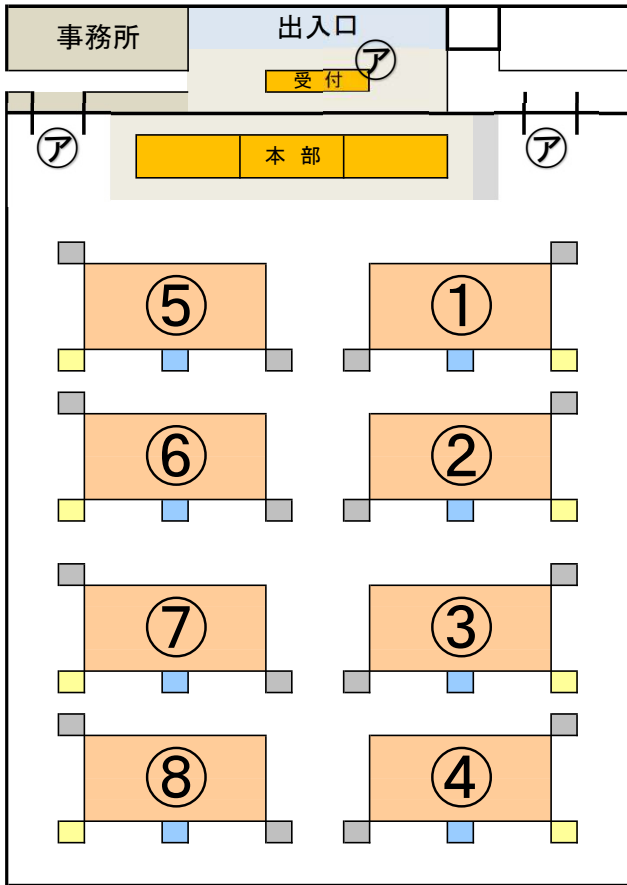 事務所
出入口
㋐
受付
㋐
本部
㋐
⑤
①
⑥
②
⑦
③
⑧
④